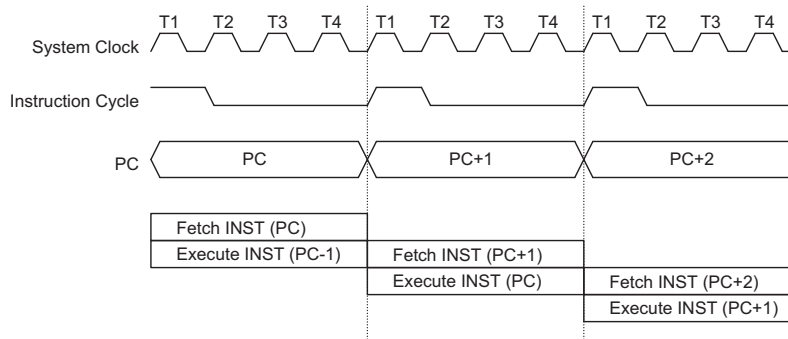 T1 T2 T3 T4 T1 T2 T3 T4 T1 T2 T3 T4
System Clock
Instruction Cycle
PC PC PC+1 PC+2
Fetch INST (PC)
Execute INST (PC-1) Fetch INST (PC+1)
Execute INST (PC) Fetch INST (PC+2)
Execute INST (PC+1)